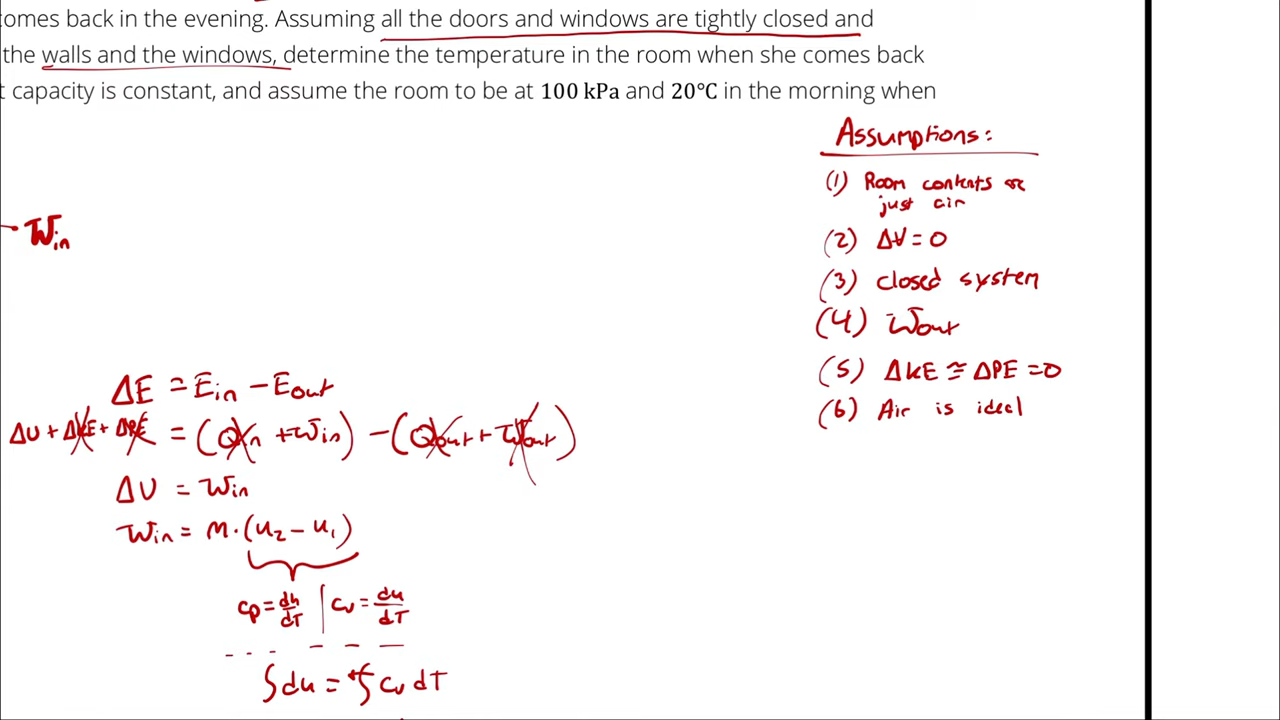 omes back in the evening. Assuming all the doors and windows are tightly closed and
the walls and the windows, determine the temperature in the room when she comes back
t capacity is constant, and assume the room to be at 100 kPa and 20°C in the morning when
Assumptions:
(1) Room contents are
just air
(2) ΔV = 0
(3) closed system
(4) Wout
(5) ΔKE ≅ ΔPE = 0
(6) Air is ideal
Win
ΔE = Ein − Eout
ΔU + ΔKE + ΔPE = (Qin + Win) − (Qout + Wout)
ΔU = Win
Win = m·(u₂ − u₁)
cp = dh/dT | cv = du/dT
∫du = ∫cv dT